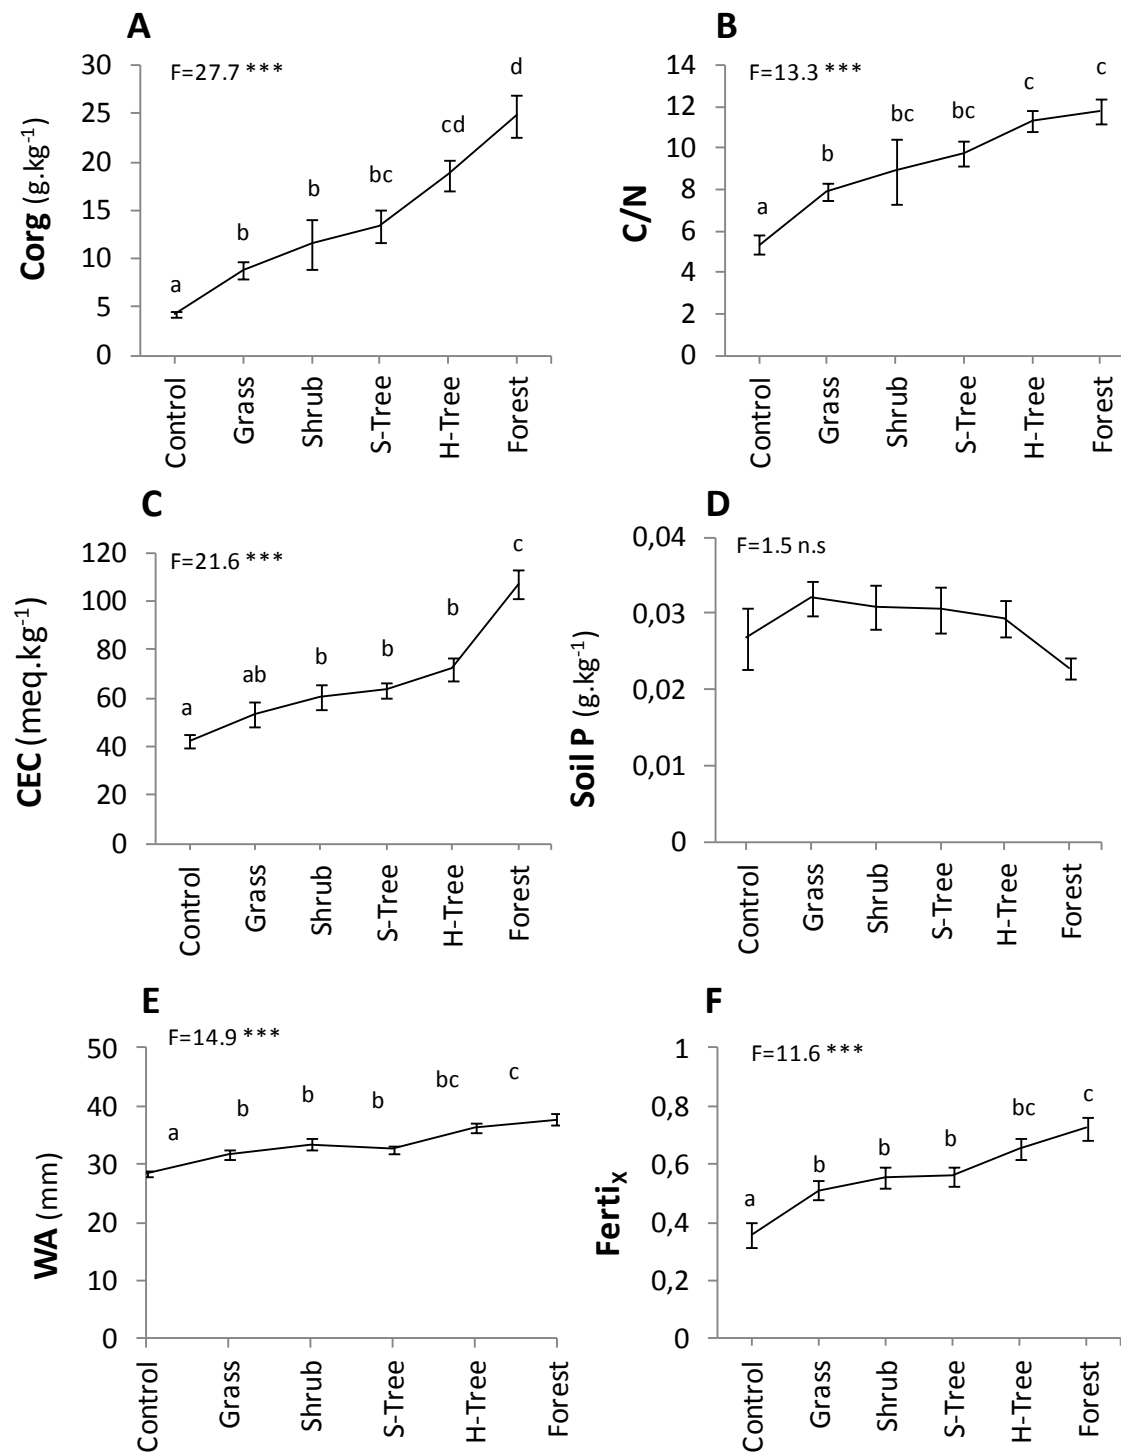 A
F=27.7 ***
Corg (g.kg-1)
30
25
20
15
10
5
0
a
b
b
bc
cd
d
Control
Grass
Shrub
S-Tree
H-Tree
Forest
B
F=13.3 ***
C/N
14
12
10
8
6
4
2
0
a
b
bc
bc
c
c
Control
Grass
Shrub
S-Tree
H-Tree
Forest
C
F=21.6 ***
CEC (meq.kg-1)
120
100
80
60
40
20
0
a
ab
b
b
b
c
Control
Grass
Shrub
S-Tree
H-Tree
Forest
D
F=1.5 n.s
Soil P (g.kg-1)
0,04
0,03
0,02
0,01
0
Control
Grass
Shrub
S-Tree
H-Tree
Forest
E
F=14.9 ***
WA (mm)
50
40
30
20
10
0
a
b
b
b
bc
c
Control
Grass
Shrub
S-Tree
H-Tree
Forest
F
F=11.6 ***
FertiX
1
0,8
0,6
0,4
0,2
0
a
b
b
b
bc
c
Control
Grass
Shrub
S-Tree
H-Tree
Forest